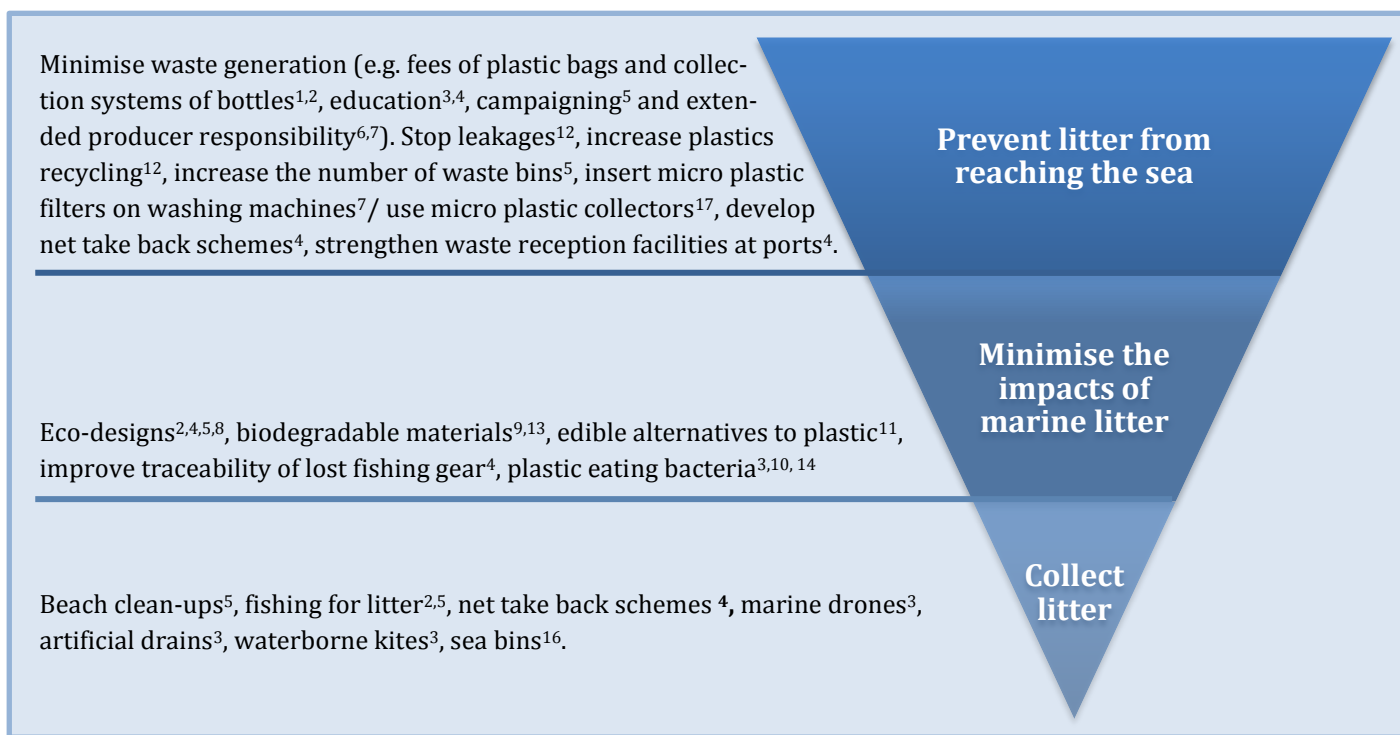 Minimise waste generation (e.g. fees of plastic bags and collec-
tion systems of bottles¹,², education³,⁴, campaigning⁵ and exten-
ded producer responsibility⁶,⁷). Stop leakages¹², increase plastics
recycling¹², increase the number of waste bins⁵, insert micro plastic
filters on washing machines⁷/ use micro plastic collectors¹⁷, develop
net take back schemes⁴, strengthen waste reception facilities at ports⁴.
Prevent litter from
reaching the sea
Eco-designs²,⁴,⁵,⁸, biodegradable materials⁹,¹³, edible alternatives to plastic¹¹,
improve traceability of lost fishing gear⁴, plastic eating bacteria³,¹⁰, ¹⁴
Minimise the
impacts of
marine litter
Beach clean-ups⁵, fishing for litter²,⁵, net take back schemes ⁴, marine drones³,
artificial drains³, waterborne kites³, sea bins¹⁶.
Collect
litter